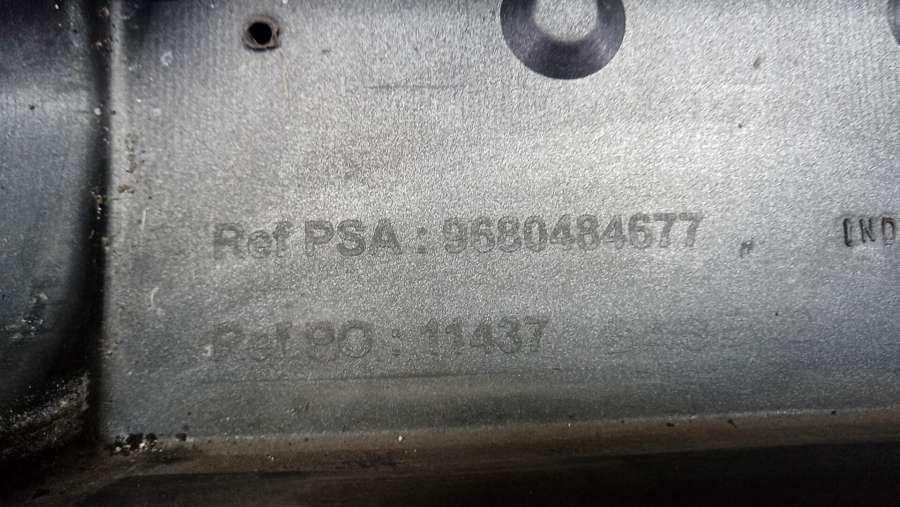 Ref PSA : 9680484677
IND
Ref PO : 11437